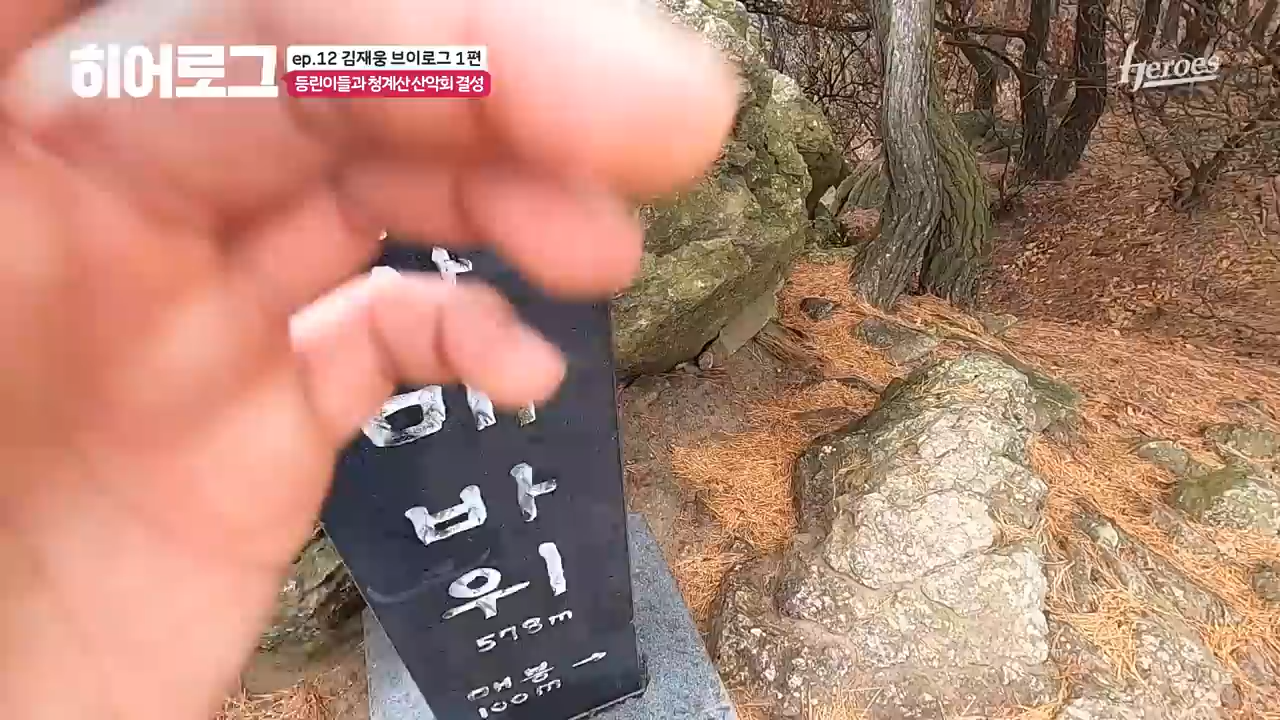 히어로그
ep.12 김재웅 브이로그 1편
등린이들과 청계산 산악회 결성
heroes
바
위
578m
매봉 →
100m